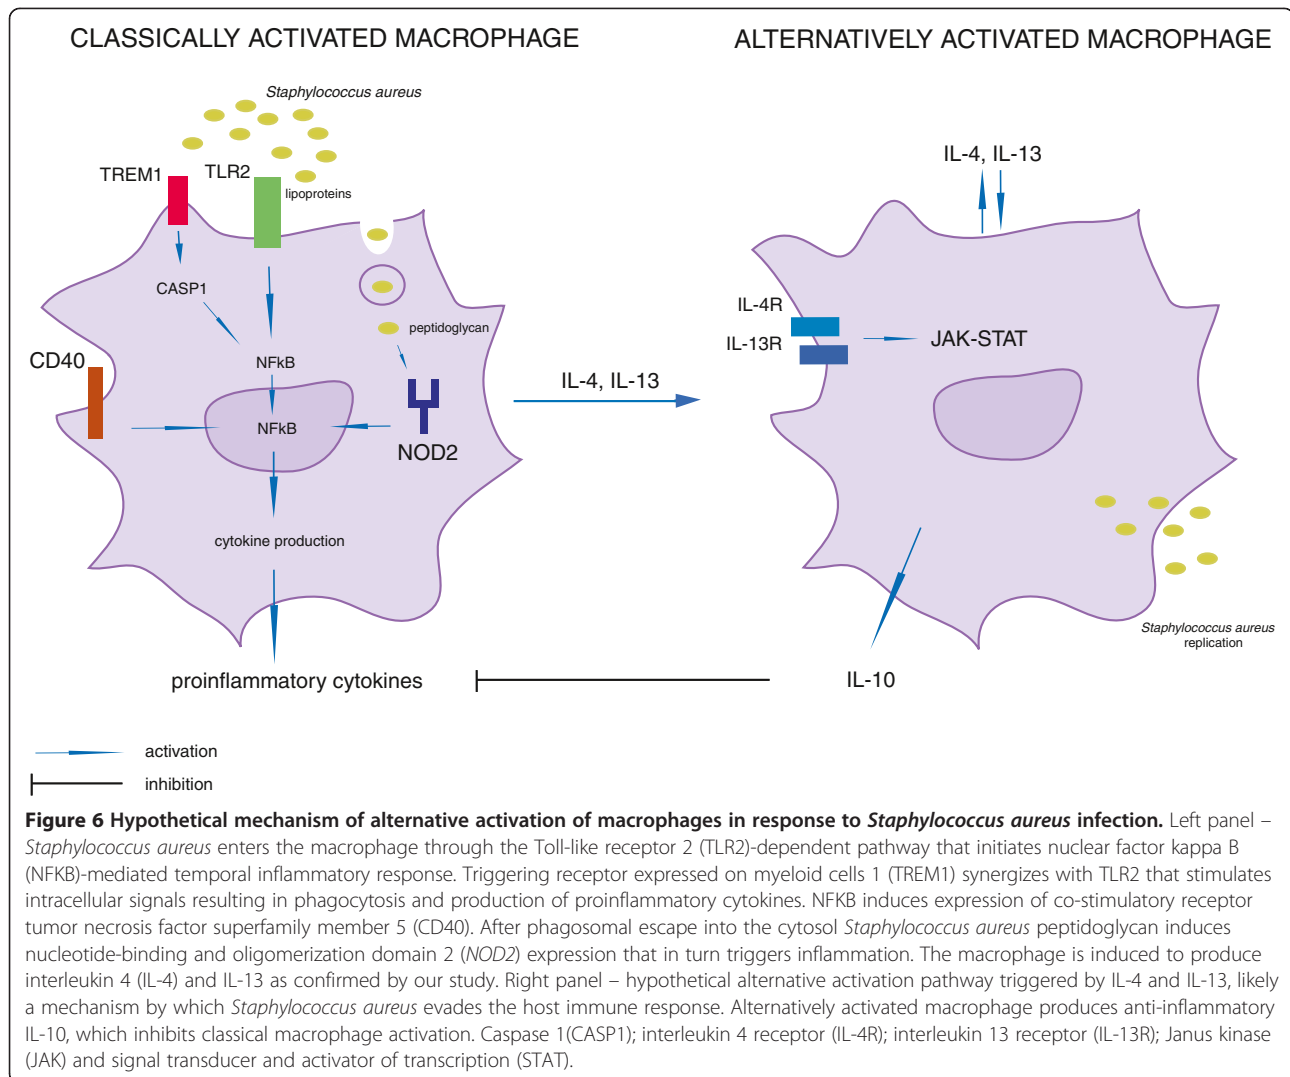 CLASSICALLY ACTIVATED MACROPHAGE
ALTERNATIVELY ACTIVATED MACROPHAGE
Staphylococcus aureus
TREM1
TLR2
lipoproteins
CASP1
peptidoglycan
NFkB
CD40
NFkB
NOD2
cytokine production
proinflammatory cytokines
IL-4, IL-13
IL-4, IL-13
IL-4R
IL-13R
JAK-STAT
Staphylococcus aureus
replication
IL-10
activation
inhibition
Figure 6 Hypothetical mechanism of alternative activation of macrophages in response to Staphylococcus aureus infection. Left panel –
Staphylococcus aureus enters the macrophage through the Toll-like receptor 2 (TLR2)-dependent pathway that initiates nuclear factor kappa B
(NFKB)-mediated temporal inflammatory response. Triggering receptor expressed on myeloid cells 1 (TREM1) synergizes with TLR2 that stimulates
intracellular signals resulting in phagocytosis and production of proinflammatory cytokines. NFKB induces expression of co-stimulatory receptor
tumor necrosis factor superfamily member 5 (CD40). After phagosomal escape into the cytosol Staphylococcus aureus peptidoglycan induces
nucleotide-binding and oligomerization domain 2 (NOD2) expression that in turn triggers inflammation. The macrophage is induced to produce
interleukin 4 (IL-4) and IL-13 as confirmed by our study. Right panel – hypothetical alternative activation pathway triggered by IL-4 and IL-13, likely
a mechanism by which Staphylococcus aureus evades the host immune response. Alternatively activated macrophage produces anti-inflammatory
IL-10, which inhibits classical macrophage activation. Caspase 1(CASP1); interleukin 4 receptor (IL-4R); interleukin 13 receptor (IL-13R); Janus kinase
(JAK) and signal transducer and activator of transcription (STAT).